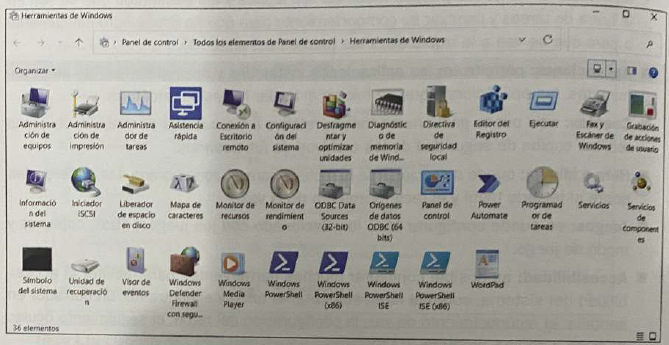 Herramientas de Windows
Panel de control › Todos los elementos de Panel de control › Herramientas de Windows
Organizar
Administra
ción de
equipos
Administra
ción de
impresión
Administra
dor de
tareas
Asistencia
rápida
Conexión a
Escritorio
remoto
Configuraci
ón del
sistema
Desfragme
ntar y
optimizar
unidades
Diagnóstic
o de
memoria
de Wind...
Directiva
de
seguridad
local
Editor del
Registro
Ejecutar
Fax y
Escáner de
Windows
Grabación
de acciones
de usuario
Informació
n del
sistema
Iniciador
iSCSI
Liberador
de espacio
en disco
Mapa de
caracteres
Monitor de
recursos
Monitor de
rendimient
o
ODBC Data
Sources
(32-bit)
Orígenes
de datos
ODBC (64
bits)
Panel de
control
Power
Automate
Programad
or de
tareas
Servicios
Servicios
de
component
es
Símbolo
del sistema
Unidad de
recuperació
n
Visor de
eventos
Windows
Defender
Firewall
con segu...
Windows
Media
Player
Windows
PowerShell
Windows
PowerShell
(x86)
Windows
PowerShell
ISE
Windows
PowerShell
ISE (x86)
WordPad
36 elementos